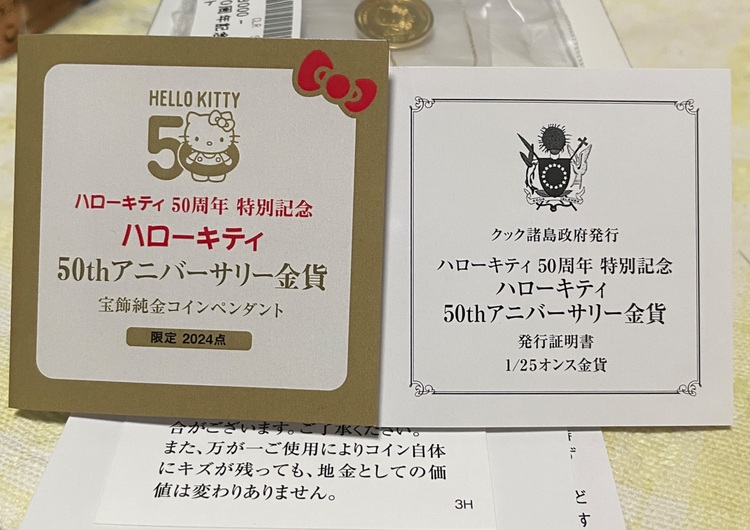 HELLO KITTY
50
ハローキティ 50周年 特別記念
ハローキティ
50thアニバーサリー金貨
宝飾純金コインペンダント
限定 2024点
クック諸島政府発行
ハローキティ 50周年 特別記念
ハローキティ
50thアニバーサリー金貨
発行証明書
1/25オンス金貨
合がございます。ご了承ください。
また、万が一ご使用によりコイン自体
にキズが残っても、地金としての価
値は変わりありません。
3H
ど
す